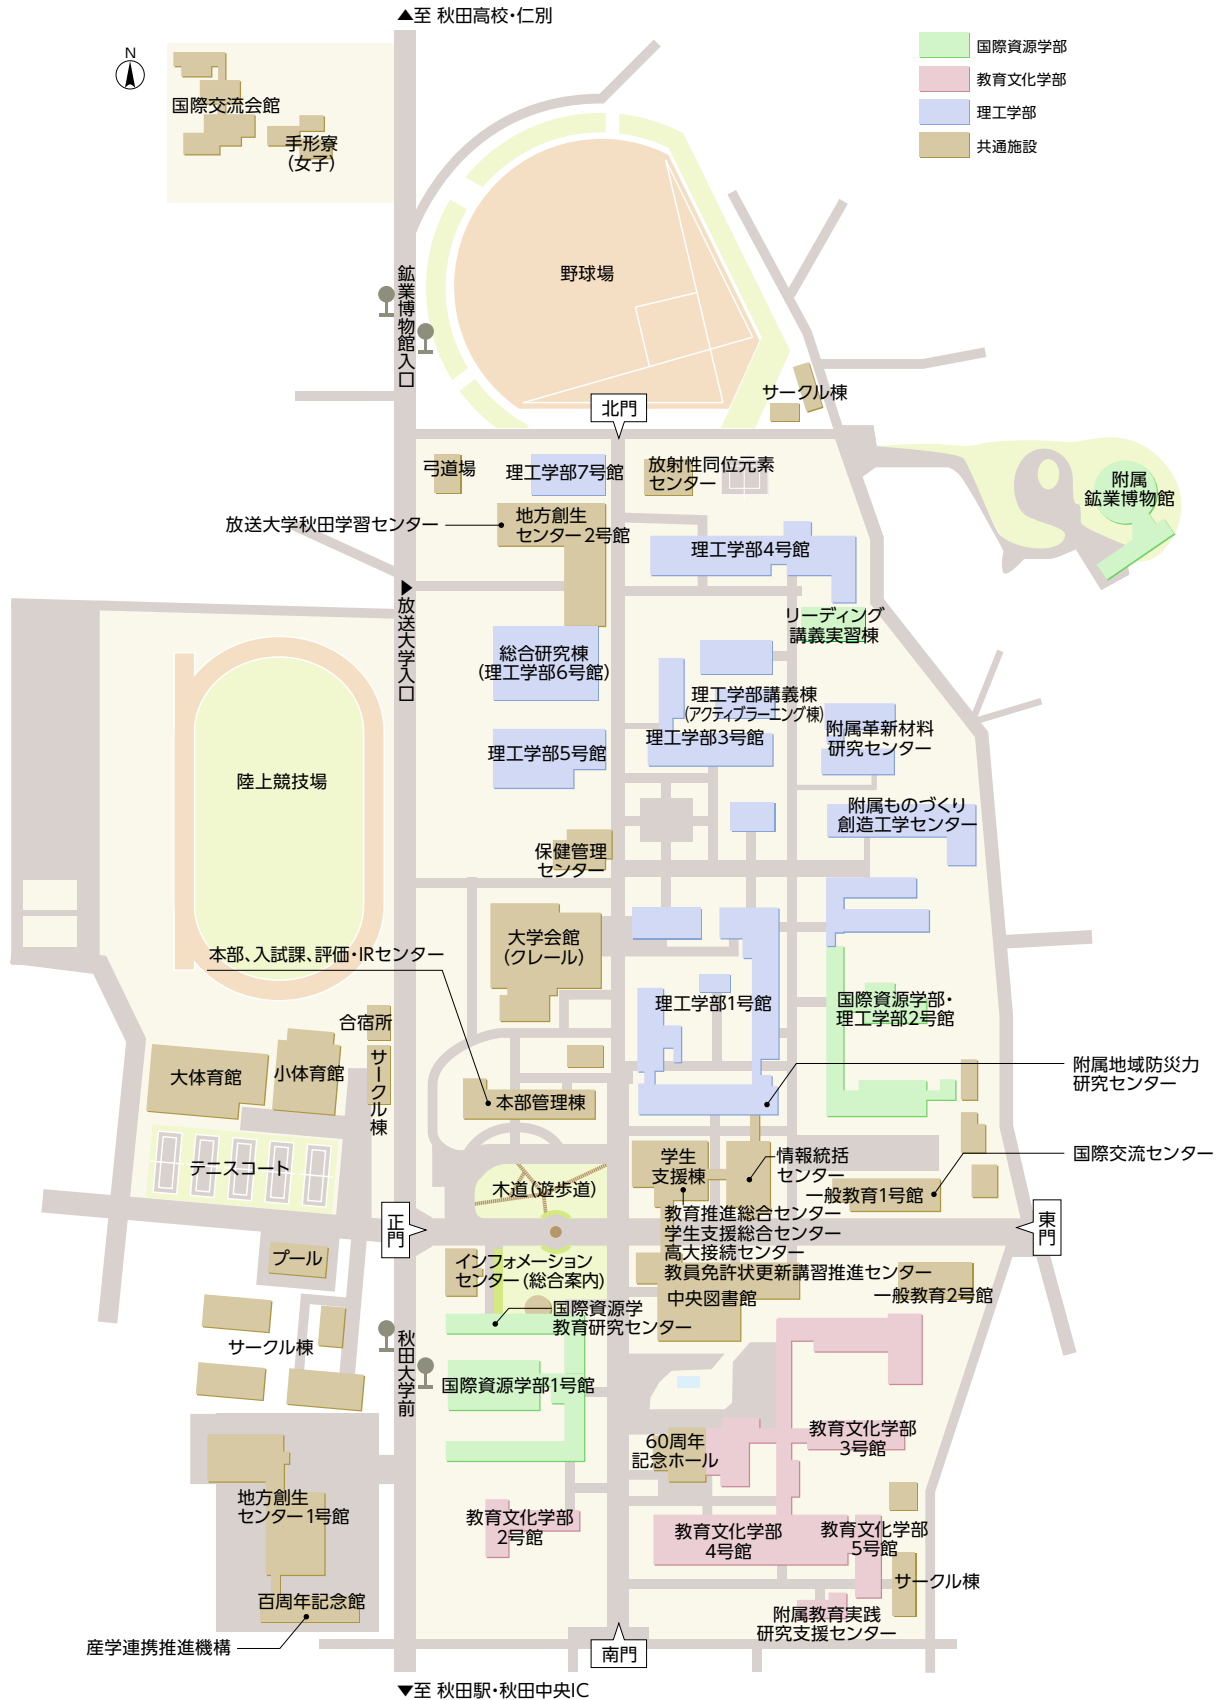 ▲至 秋田高校・仁別
N
国際資源学部
教育文化学部
理工学部
共通施設
国際交流会館
手形寮
(女子)
鉱業博物館入口
野球場
サークル棟
北門
弓道場
理工学部7号館
放射性同位元素
センター
附属
鉱業博物館
放送大学秋田学習センター
地方創生
センター2号館
理工学部4号館
▶放送大学入口
リーディング
講義実習棟
総合研究棟
(理工学部6号館)
理工学部講義棟
(アクティブラーニング棟)
理工学部3号館
附属革新材料
研究センター
理工学部5号館
陸上競技場
附属ものづくり
創造工学センター
保健管理
センター
大学会館
(クレール)
本部、入試課、評価・IRセンター
理工学部1号館
国際資源学部・
理工学部2号館
合宿所
サークル棟
大体育館
小体育館
本部管理棟
附属地域防災力
研究センター
テニスコート
学生
支援棟
情報統括
センター
国際交流センター
一般教育1号館
木道(遊歩道)
教育推進総合センター
学生支援総合センター
高大接続センター
教員免許状更新講習推進センター
正門
東門
プール
インフォメーション
センター(総合案内)
中央図書館
一般教育2号館
国際資源学
教育研究センター
サークル棟
秋田大学前
国際資源学部1号館
60周年
記念ホール
教育文化学部
3号館
地方創生
センター1号館
教育文化学部
2号館
教育文化学部
4号館
教育文化学部
5号館
サークル棟
百周年記念館
附属教育実践
研究支援センター
産学連携推進機構
南門
▼至 秋田駅・秋田中央IC